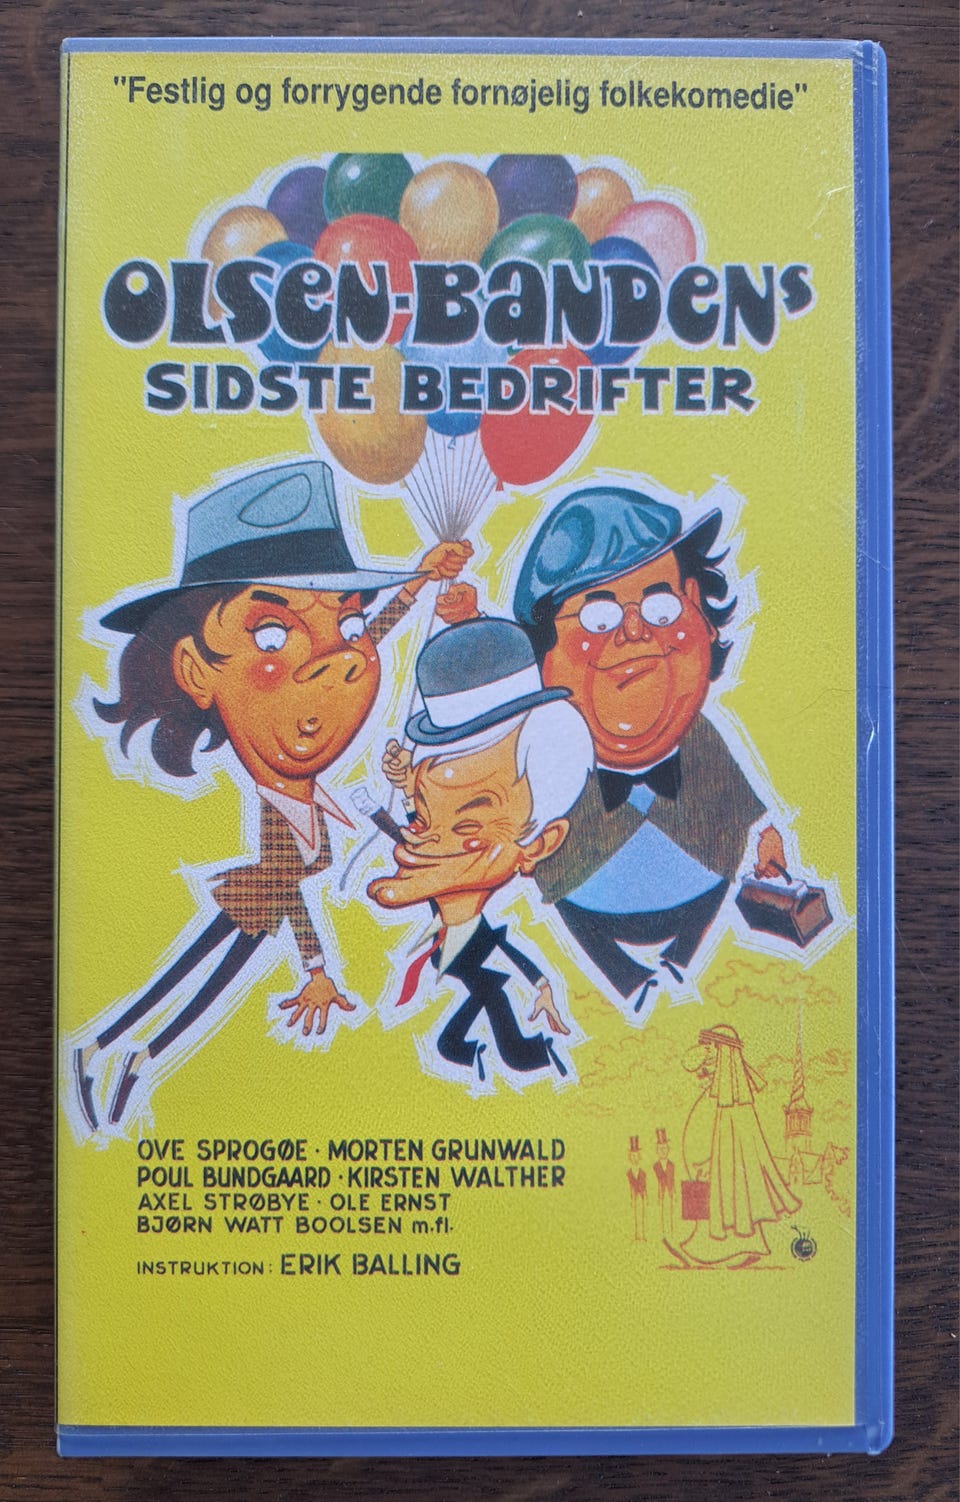 "Festlig og forrygende fornøjelig folkekomedie"
OLSEN-BANDENS
SIDSTE BEDRIFTER
OVE SPROGØE · MORTEN GRUNWALD
POUL BUNDGAARD · KIRSTEN WALTHER
AXEL STRØBYE · OLE ERNST
BJØRN WATT BOOLSEN m.fl.
INSTRUKTION: ERIK BALLING